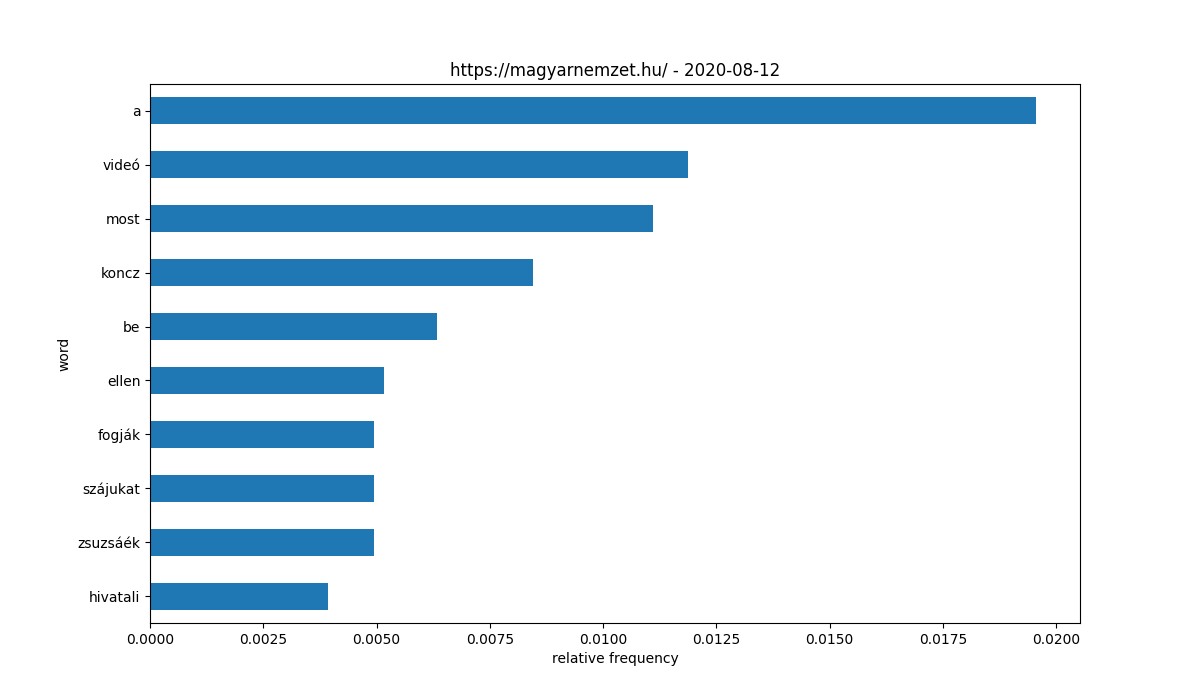 https://magyarnemzet.hu/ - 2020-08-12
a
videó
most
koncz
be
ellen
fogják
szájukat
zsuzsáék
hivatali
word
0.0000 0.0025 0.0050 0.0075 0.0100 0.0125 0.0150 0.0175 0.0200
relative frequency